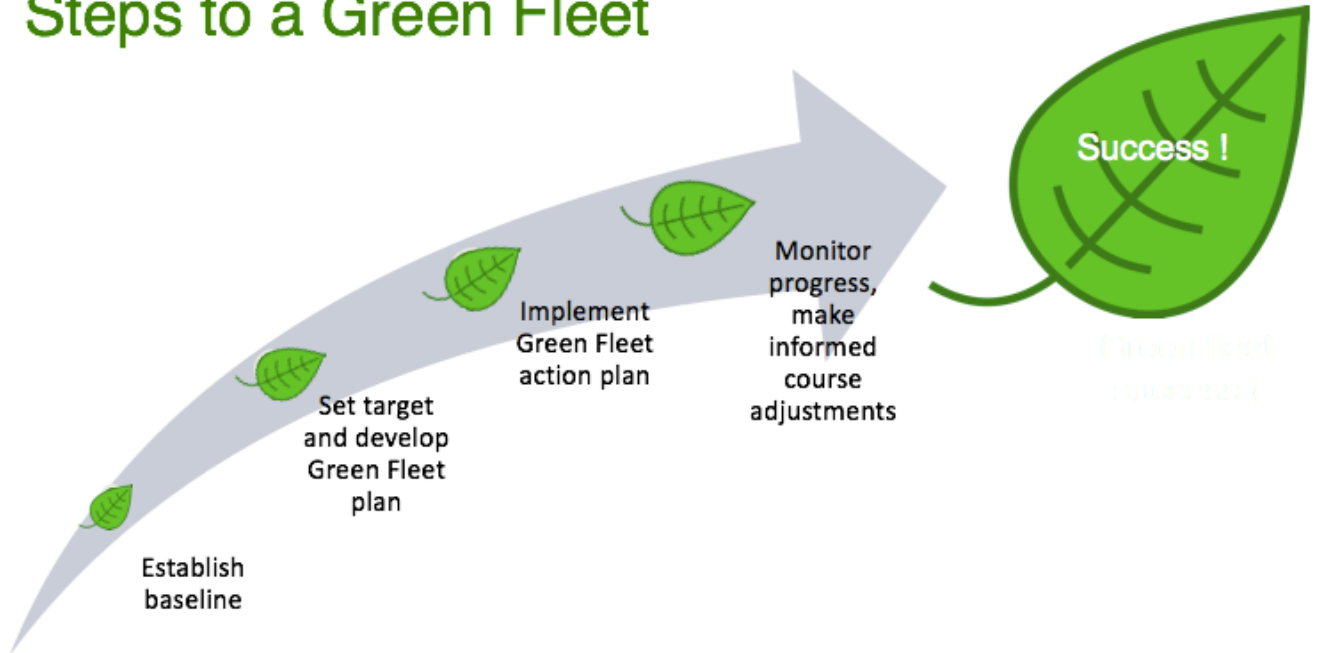 Steps to a Green Fleet
Success !
Monitor
progress,
make
informed
course
adjustments
Implement
Green Fleet
action plan
Set target
and develop
Green Fleet
plan
Establish
baseline